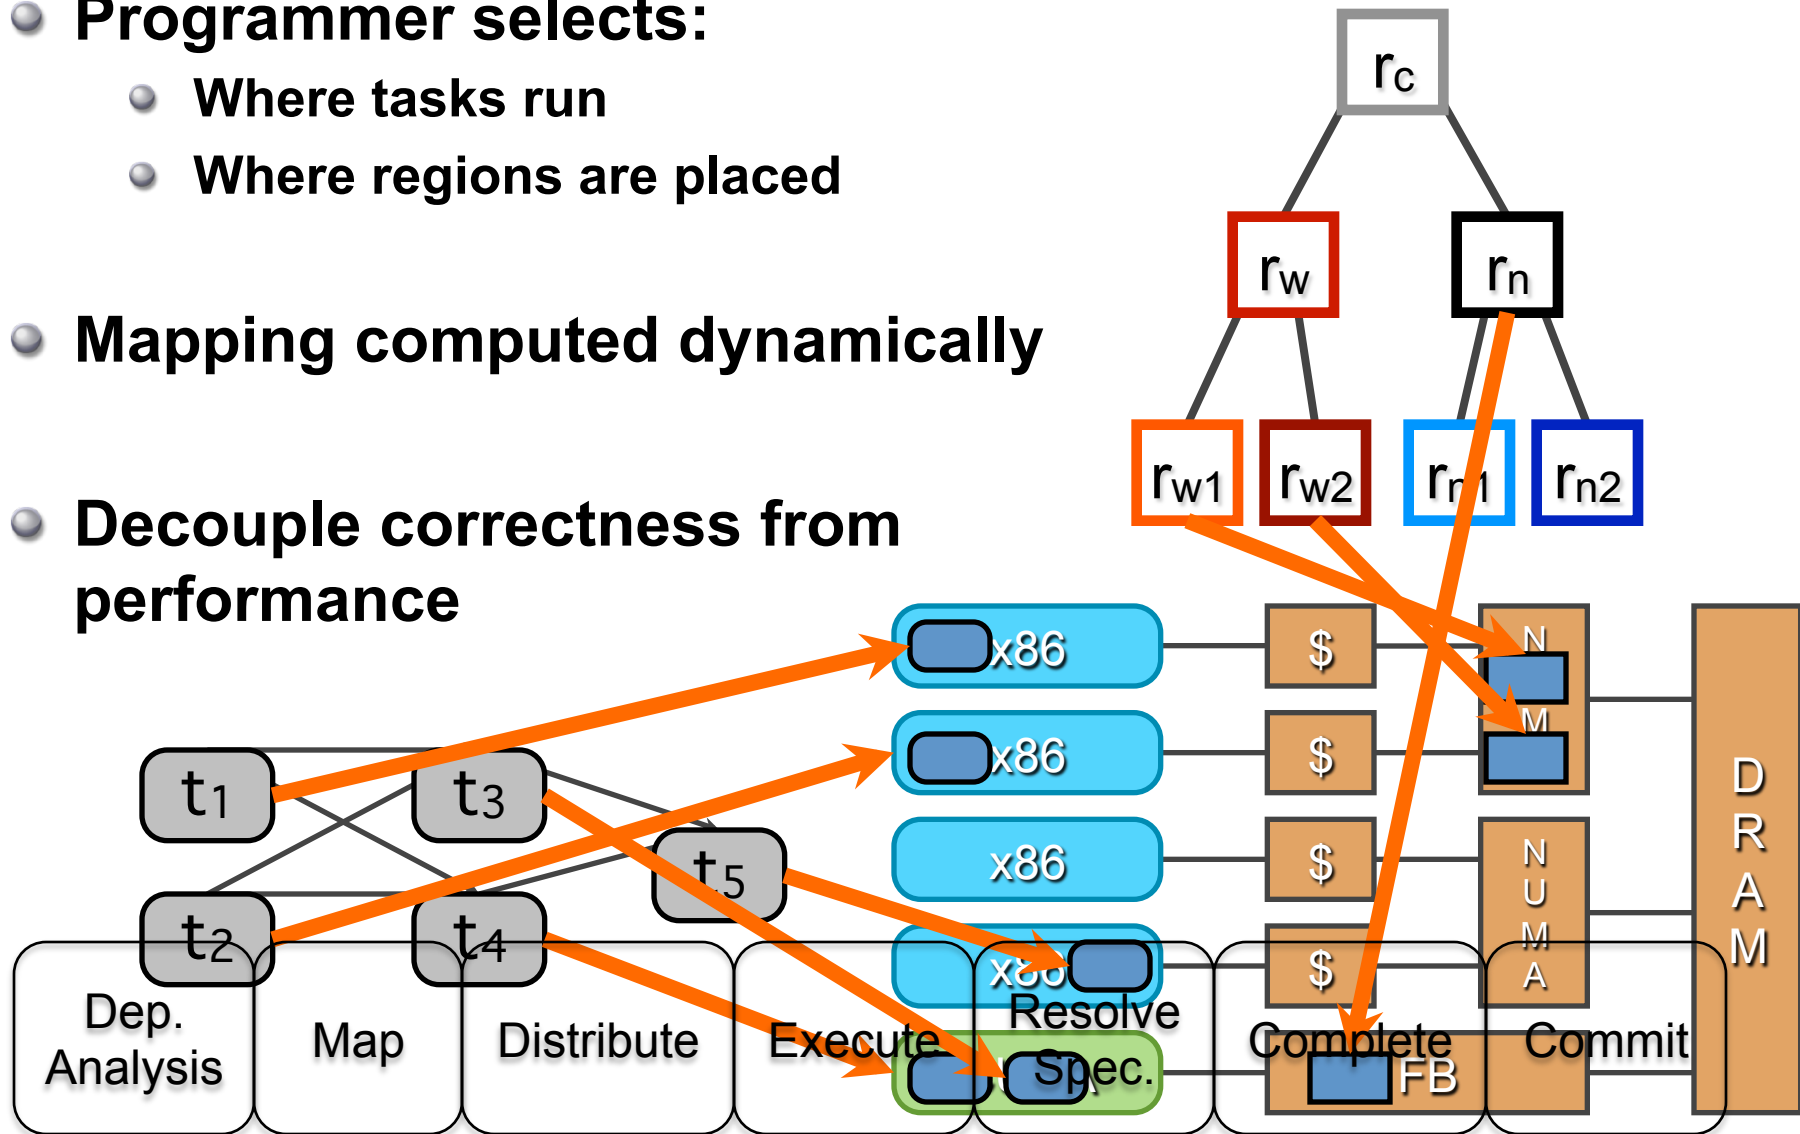 Programmer selects:
Where tasks run
Where regions are placed
Mapping computed dynamically
Decouple correctness from
performance
rc
rw
rn
rw1
rw2
rn1
rn2
x86
$
N
M
x86
$
x86
$
N
U
M
A
x86
$
FB
D
R
A
M
t1
t3
t5
t2
t4
Dep.
Analysis
Map
Distribute
Execute
Resolve
Spec.
Complete
Commit